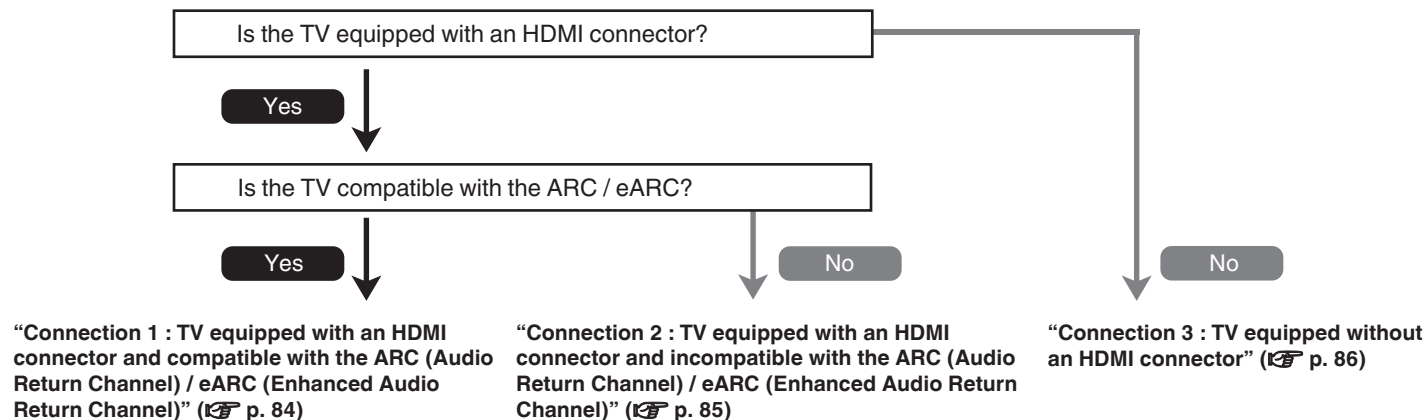 Is the TV equipped with an HDMI connector?
Yes
Is the TV compatible with the ARC / eARC?
Yes
No
No
“Connection 1 : TV equipped with an HDMI
connector and compatible with the ARC (Audio
Return Channel) / eARC (Enhanced Audio
Return Channel)” (☞ p. 84)
“Connection 2 : TV equipped with an HDMI
connector and incompatible with the ARC (Audio
Return Channel) / eARC (Enhanced Audio Return
Channel)” (☞ p. 85)
“Connection 3 : TV equipped without
an HDMI connector” (☞ p. 86)